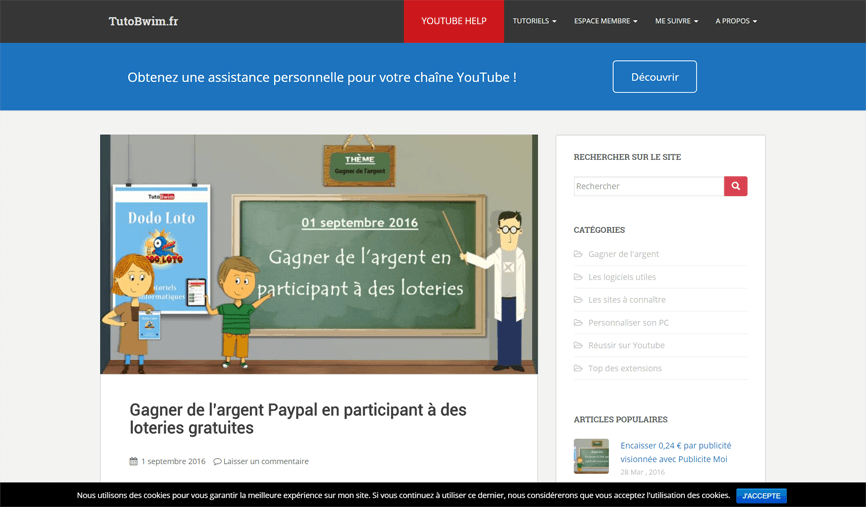 TutoBwim.fr
YOUTUBE HELP
TUTORIELS
ESPACE MEMBRE
ME SUIVRE
A PROPOS
Obtenez une assistance personnelle pour votre chaîne YouTube !
Découvrir
THÈME
Gagner de l'argent
TutoBwim
Dodo Loto
01 septembre 2016
Gagner de l'argent en
participant à des loteries
informatiques
Gagner de l'argent Paypal en participant à des
loteries gratuites
1 septembre 2016
Laisser un commentaire
RECHERCHER SUR LE SITE
Rechercher
CATÉGORIES
Gagner de l'argent
Les logiciels utiles
Les sites à connaître
Personnaliser son PC
Réussir sur Youtube
Top des extensions
ARTICLES POPULAIRES
Encaisser 0,24 € par publicité
visionnée avec Publicite Moi
28 Mar , 2016
Nous utilisons des cookies pour vous garantir la meilleure expérience sur mon site. Si vous continuez à utiliser ce dernier, nous considérerons que vous acceptez l'utilisation des cookies.
J'ACCEPTE